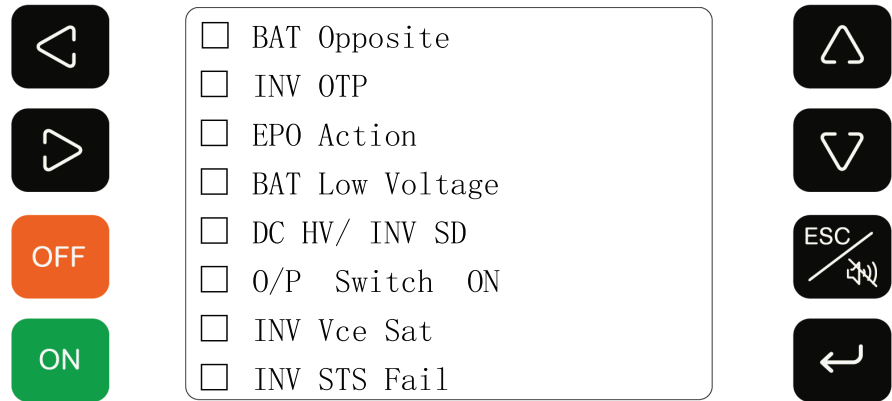 BAT Opposite
INV OTP
EPO Action
BAT Low Voltage
DC HV/ INV SD
O/P Switch ON
INV Vce Sat
INV STS Fail
OFF
ON
ESC